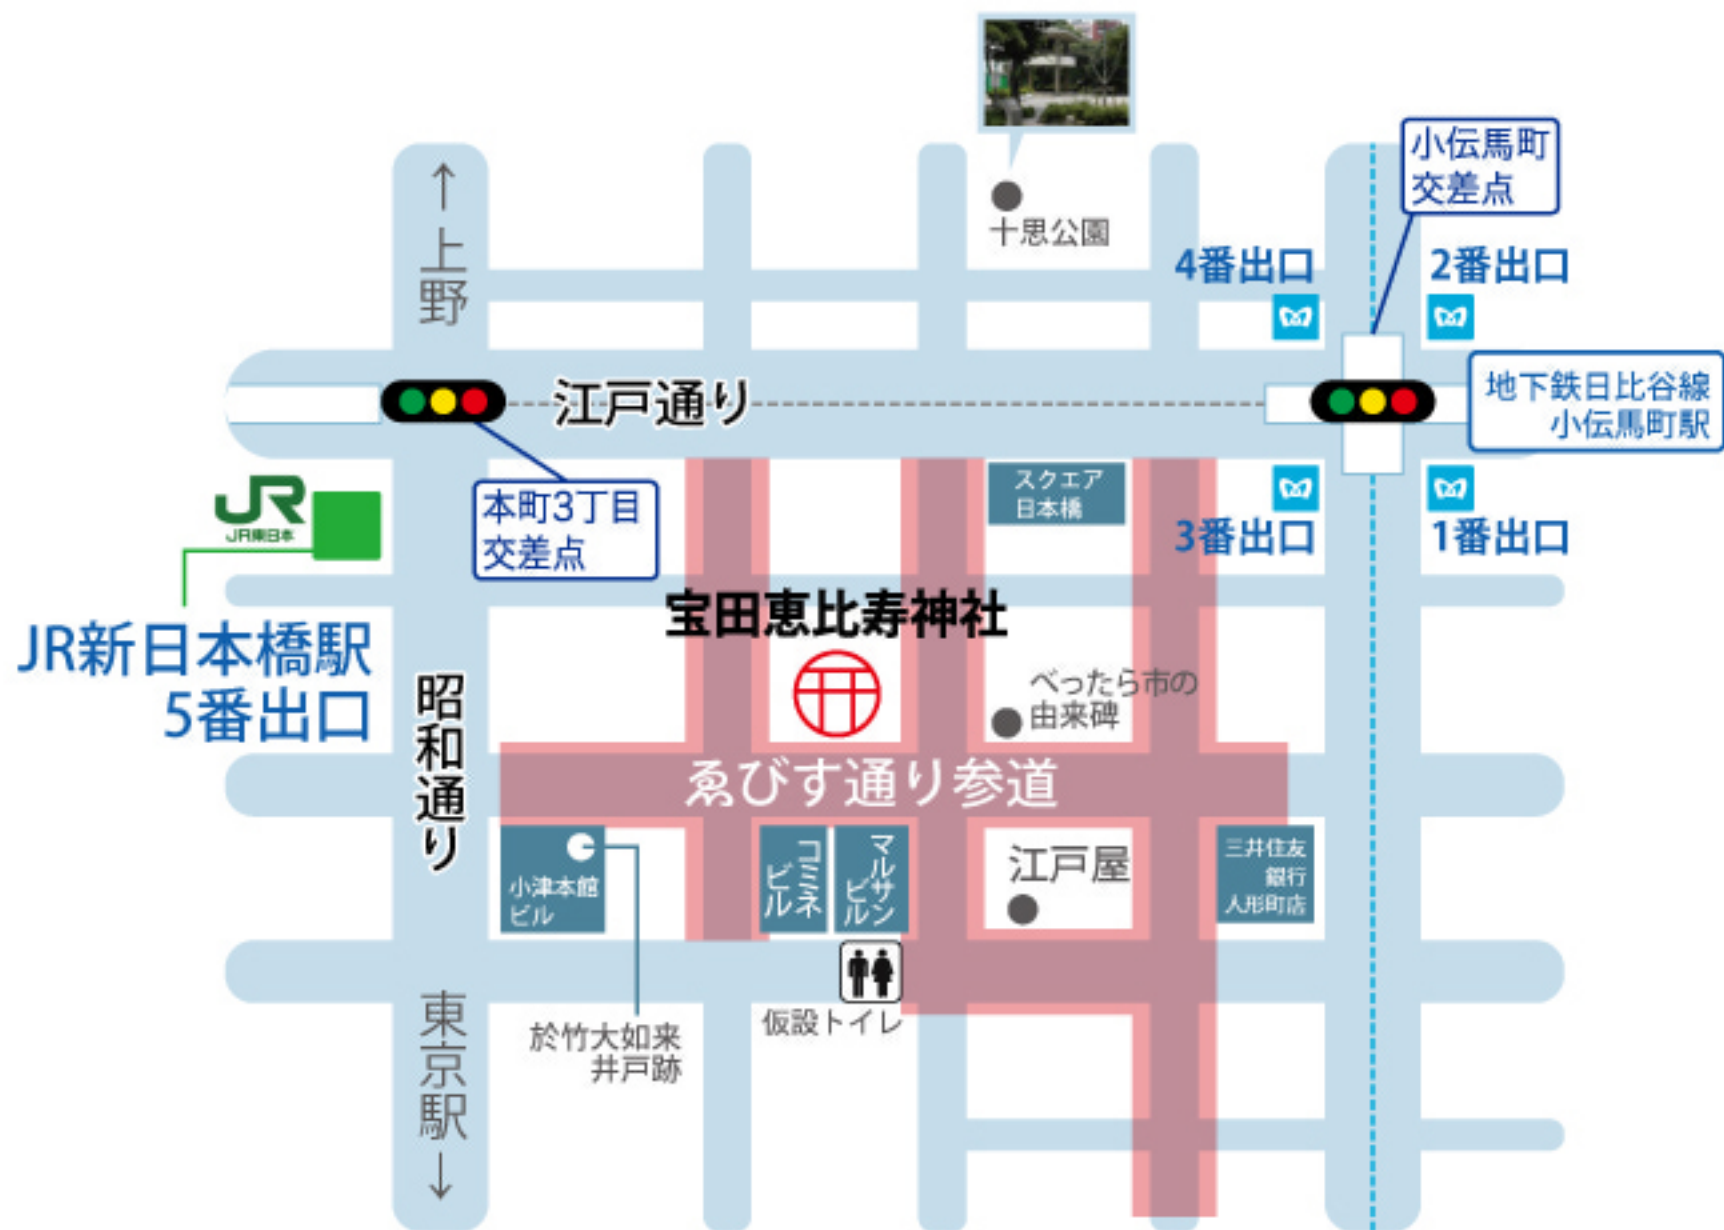 小伝馬町
交差点
↑
上野
十思公園
4番出口
2番出口
江戸通り
地下鉄日比谷線
小伝馬町駅
JR
JR東日本
本町3丁目
交差点
スクエア
日本橋
3番出口
1番出口
宝田恵比寿神社
JR新日本橋駅
5番出口
昭和通り
べったら市の
由来碑
ゑびす通り参道
小津本館
ビル
コミネ
ビル
マルサン
ビル
江戸屋
三井住友
銀行
人形町店
於竹大如来
井戸跡
仮設トイレ
東京駅
↓